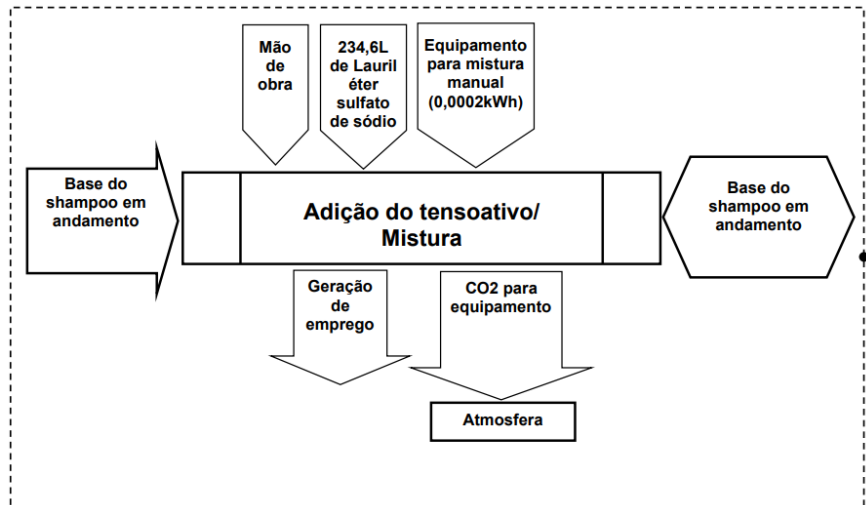 Mão
de
obra
234,6L
de Lauril
éter
sulfato
de sódio
Equipamento
para mistura
manual
(0,0002kWh)
Base do
shampoo em
andamento
Adição do tensoativo/
Mistura
Base do
shampoo em
andamento
Geração
de
emprego
CO2 para
equipamento
Atmosfera